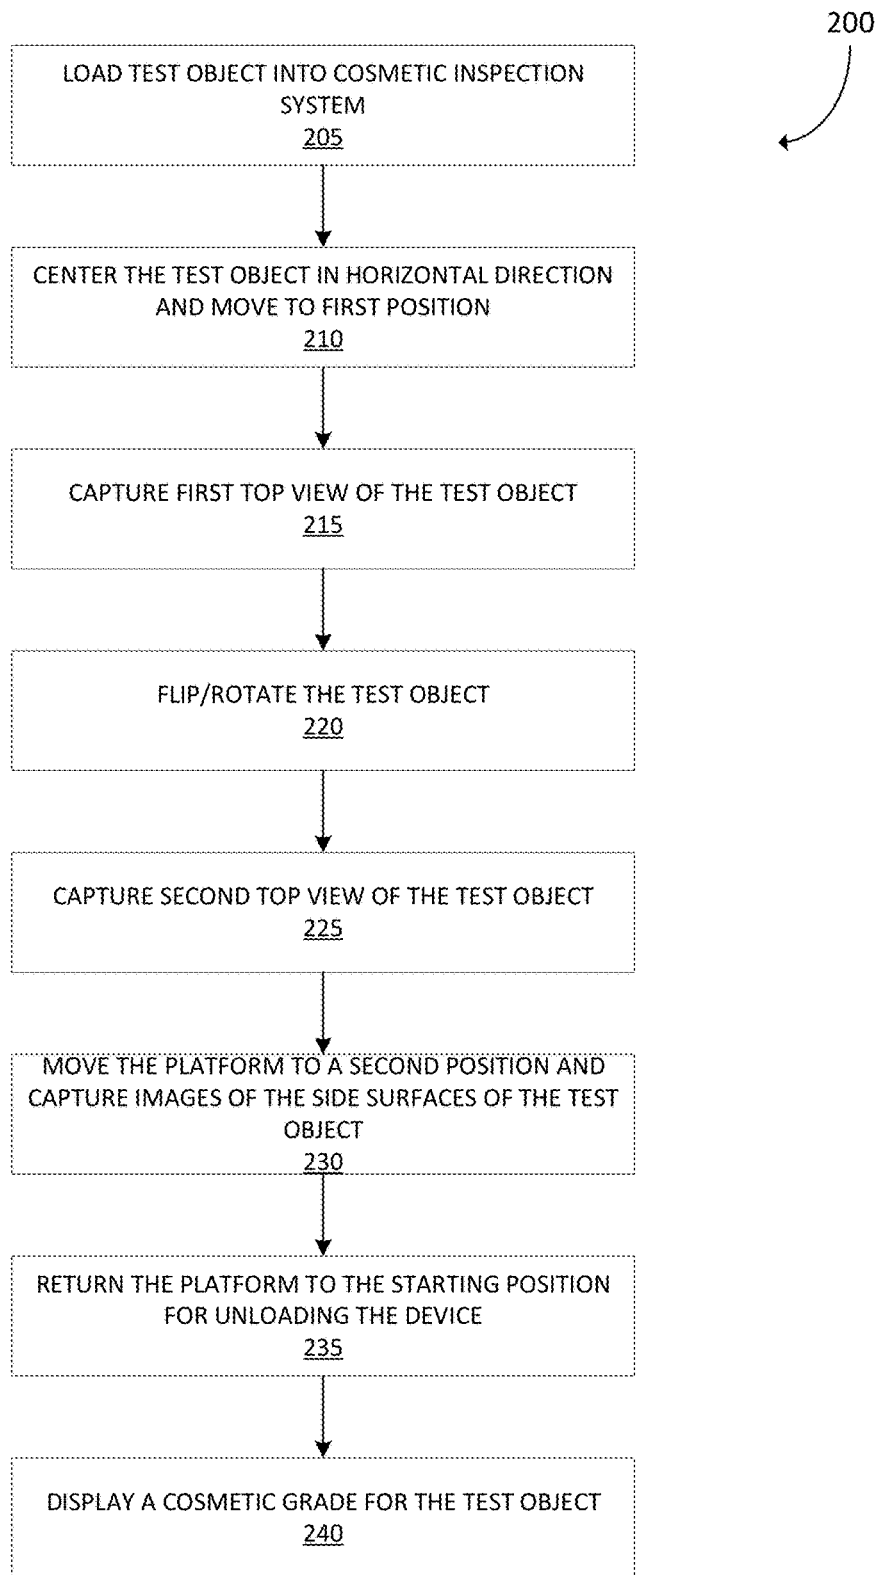 200
LOAD TEST OBJECT INTO COSMETIC INSPECTION
SYSTEM
205
CENTER THE TEST OBJECT IN HORIZONTAL DIRECTION
AND MOVE TO FIRST POSITION
210
CAPTURE FIRST TOP VIEW OF THE TEST OBJECT
215
FLIP/ROTATE THE TEST OBJECT
220
CAPTURE SECOND TOP VIEW OF THE TEST OBJECT
225
MOVE THE PLATFORM TO A SECOND POSITION AND
CAPTURE IMAGES OF THE SIDE SURFACES OF THE TEST
OBJECT
230
RETURN THE PLATFORM TO THE STARTING POSITION
FOR UNLOADING THE DEVICE
235
DISPLAY A COSMETIC GRADE FOR THE TEST OBJECT
240